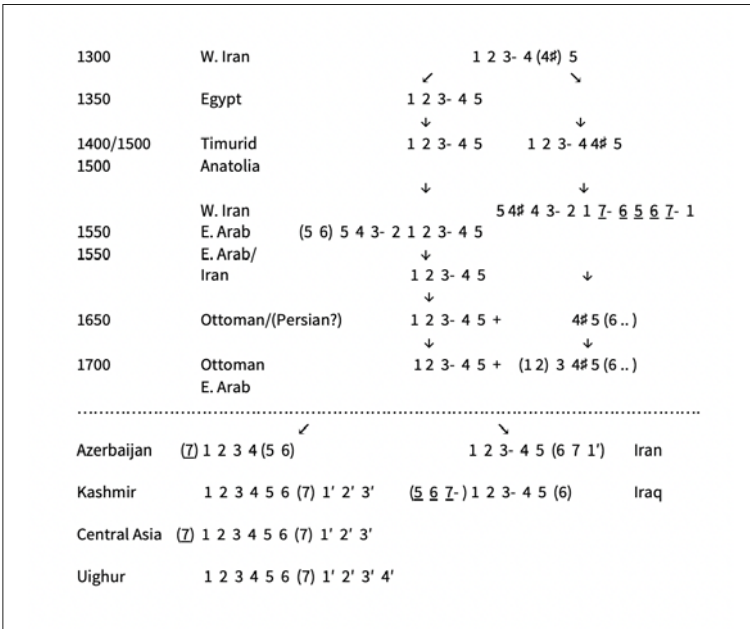 1300 W. Iran 1 2 3- 4 (4♯) 5
↙ ↘
1350 Egypt 1 2 3- 4 5
↓ ↓
1400/1500 Timurid 1 2 3- 4 5 1 2 3- 4 4♯ 5
1500 Anatolia
↓ ↓
W. Iran 5 4♯ 4 3- 2 1 7- 6 5 6 7- 1
1550 E. Arab (5 6) 5 4 3- 2 1 2 3- 4 5
1550 E. Arab/ ↓
Iran 1 2 3- 4 5 ↓
↓
1650 Ottoman/(Persian?) 1 2 3- 4 5 + 4♯ 5 (6 ..)
↓ ↓
1700 Ottoman 1 2 3- 4 5 + (1 2) 3 4♯ 5 (6 ..)
E. Arab
↙ ↘
Azerbaijan (7) 1 2 3 4 (5 6) 1 2 3- 4 5 (6 7 1') Iran
Kashmir 1 2 3 4 5 6 (7) 1' 2' 3' (5 6 7-) 1 2 3- 4 5 (6) Iraq
Central Asia (7) 1 2 3 4 5 6 (7) 1' 2' 3'
Uighur 1 2 3 4 5 6 (7) 1' 2' 3' 4'